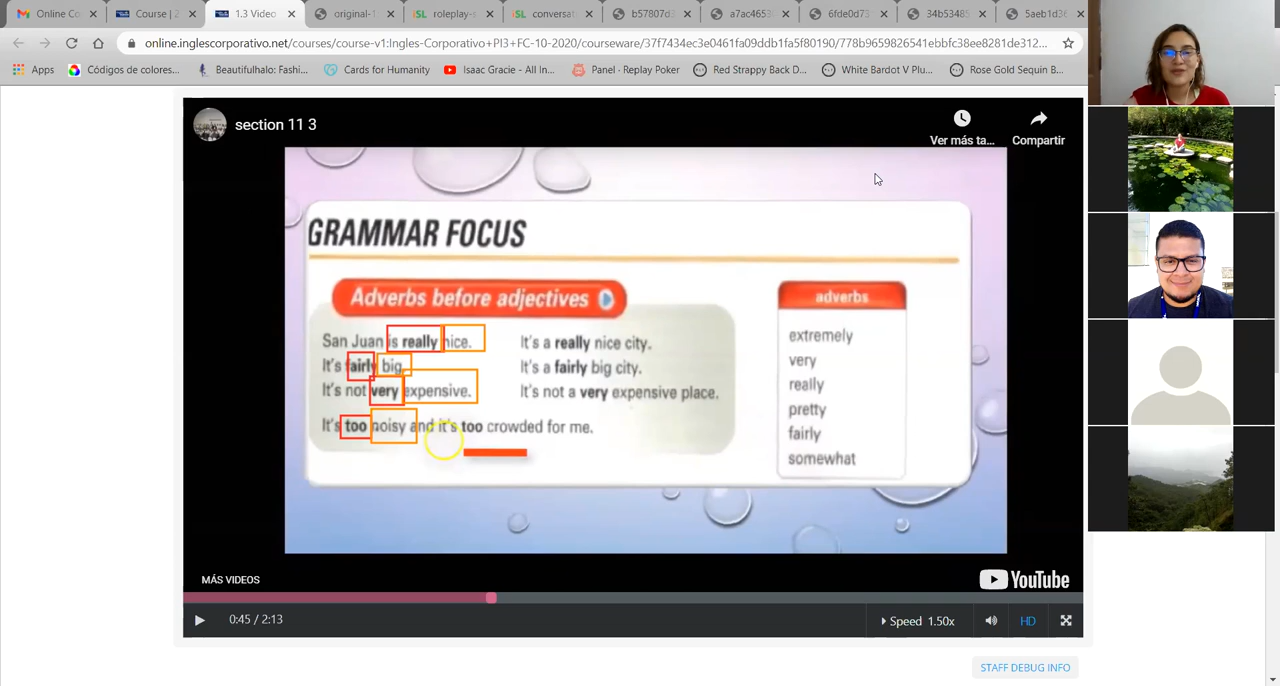 Online Co
Course | 2
1.3 Video
original-1
roleplay-s
conversat
b57807d3
a7ac4653
6fde0d73
34b53485
5aeb1d36
online.inglescorporativo.net/courses/course-v1:Ingles-Corporativo+PI3+FC-10-2020/courseware/37f7434ec3e0461fa09ddb1fa5f80190/778b9659826541ebbfc38ee8281de312...
Apps
Códigos de colores...
Beautifulhalo: Fashi...
Cards for Humanity
Isaac Gracie - All In...
Panel · Replay Poker
Red Strappy Back D...
White Bardot V Plu...
Rose Gold Sequin B...
section 11 3
Ver más ta...
Compartir
GRAMMAR FOCUS
Adverbs before adjectives
San Juan is really nice.
It's fairly big.
It's not very expensive.
It's too noisy and it's too crowded for me.
It's a really nice city.
It's a fairly big city.
It's not a very expensive place.
adverbs
extremely
very
really
pretty
fairly
somewhat
MÁS VIDEOS
YouTube
0:45 / 2:13
Speed 1.50x
HD
STAFF DEBUG INFO